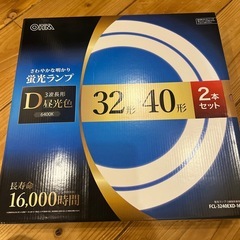 OHM
さわやかな明かり
蛍光ランプ
3波長形
D昼光色
6400K
32形 40形
2本
セット
長寿命
16,000時間